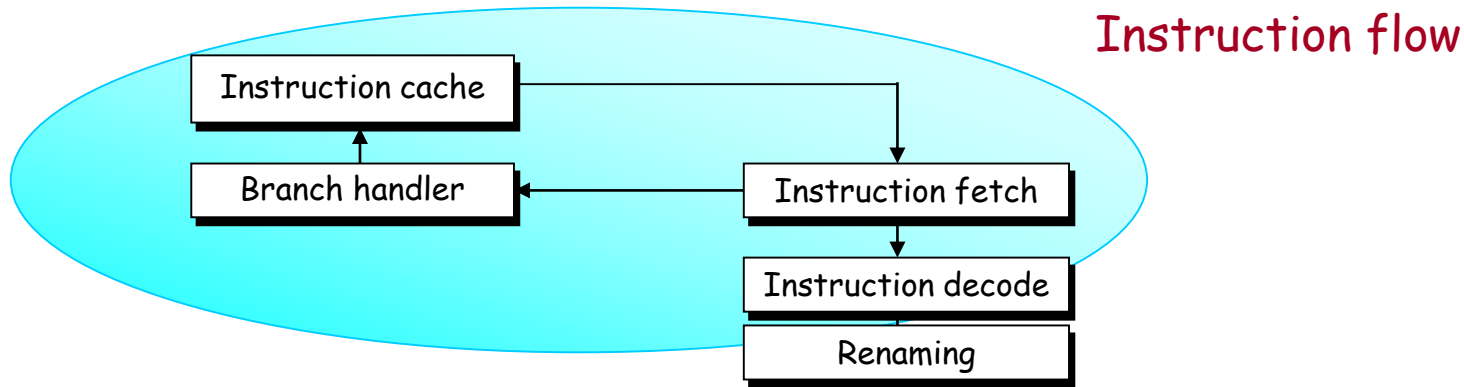 Instruction flow
Instruction cache
Branch handler
Instruction fetch
Instruction decode
Renaming